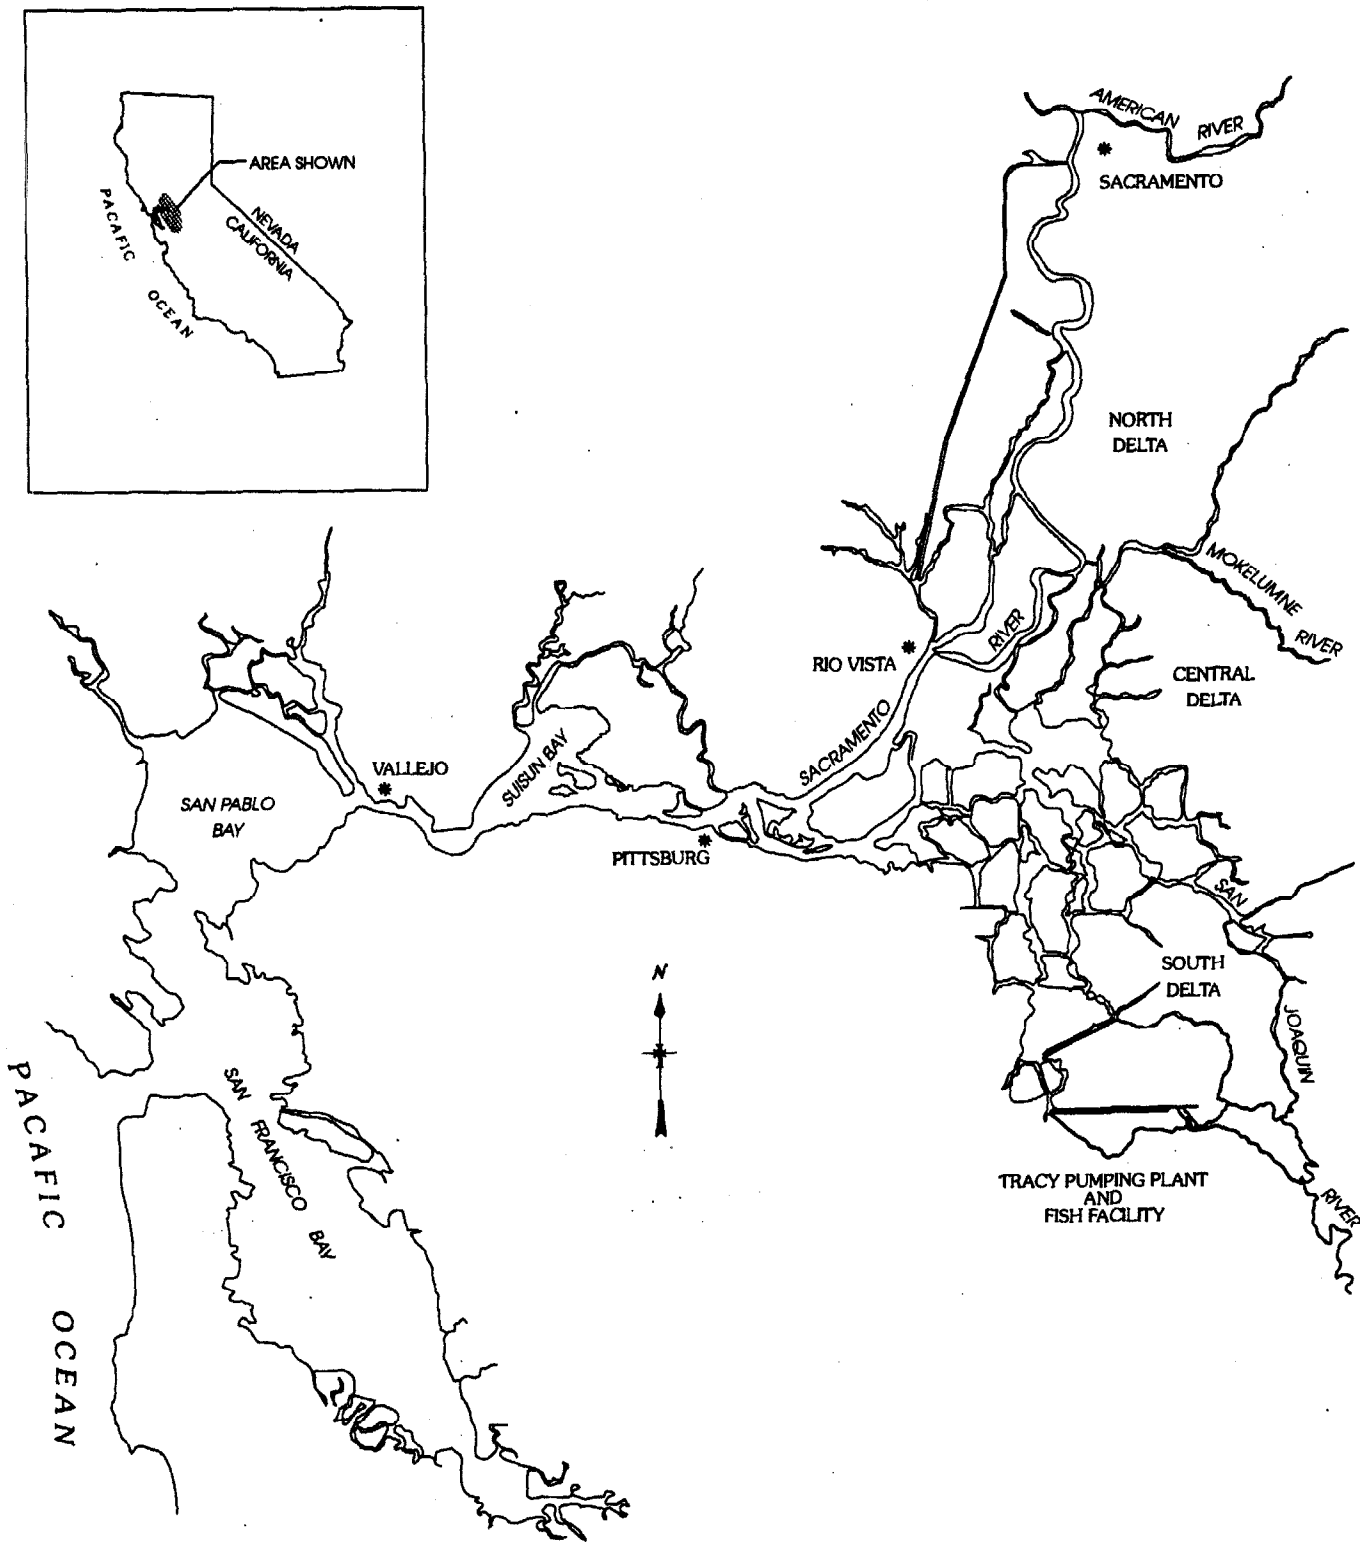 AREA SHOWN
NEVADA
CALIFORNIA
PACAFIC
OCEAN
AMERICAN
RIVER
SACRAMENTO
NORTH
DELTA
MOKELUMNE
RIVER
RIVER
RIO VISTA
CENTRAL
DELTA
SACRAMENTO
SUISUN BAY
VALLEJO
SAN PABLO
BAY
PITTSBURG
SAN
SOUTH
DELTA
N
JOAQUIN
PACAFIC
OCEAN
SAN FRANCISCO BAY
TRACY PUMPING PLANT
AND
FISH FACILITY
RIVER